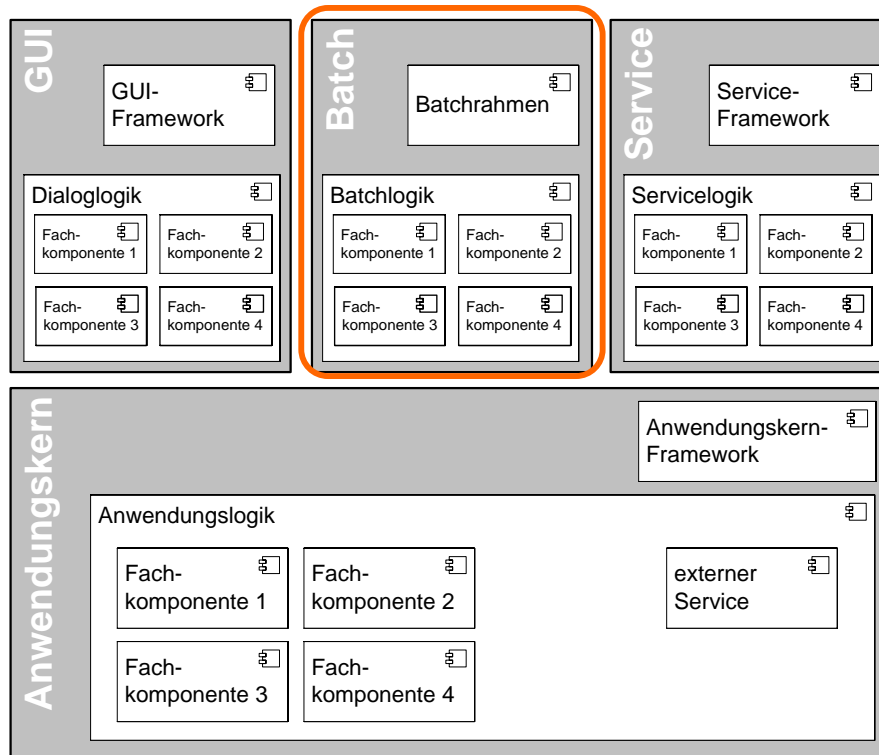 GUI
GUI-
Framework
Dialoglogik
Fach-
komponente 1
Fach-
komponente 2
Fach-
komponente 3
Fach-
komponente 4
Batch
Batchrahmen
Batchlogik
Fach-
komponente 1
Fach-
komponente 2
Fach-
komponente 3
Fach-
komponente 4
Service
Service-
Framework
Servicelogik
Fach-
komponente 1
Fach-
komponente 2
Fach-
komponente 3
Fach-
komponente 4
Anwendungskern
Anwendungskern-
Framework
Anwendungslogik
Fach-
komponente 1
Fach-
komponente 2
externer
Service
Fach-
komponente 3
Fach-
komponente 4